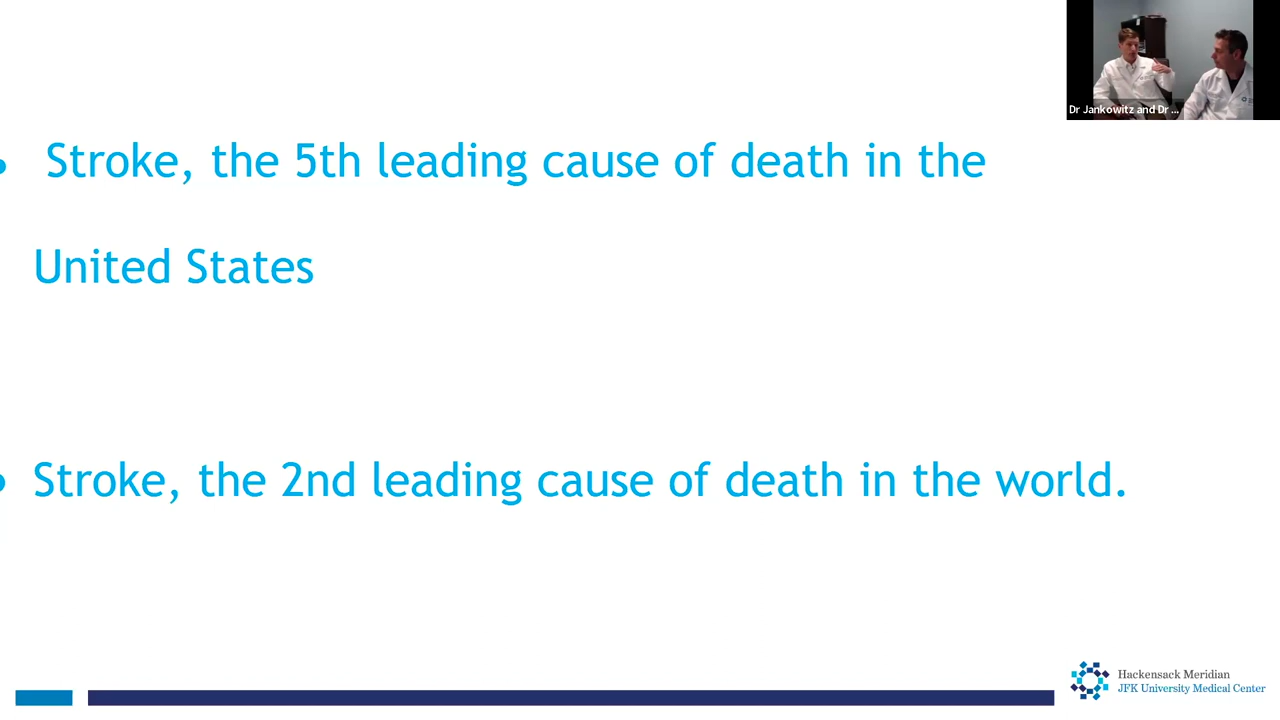 Dr Jankowitz and Dr ...
• Stroke, the 5th leading cause of death in the
United States
• Stroke, the 2nd leading cause of death in the world.
Hackensack Meridian
JFK University Medical Center